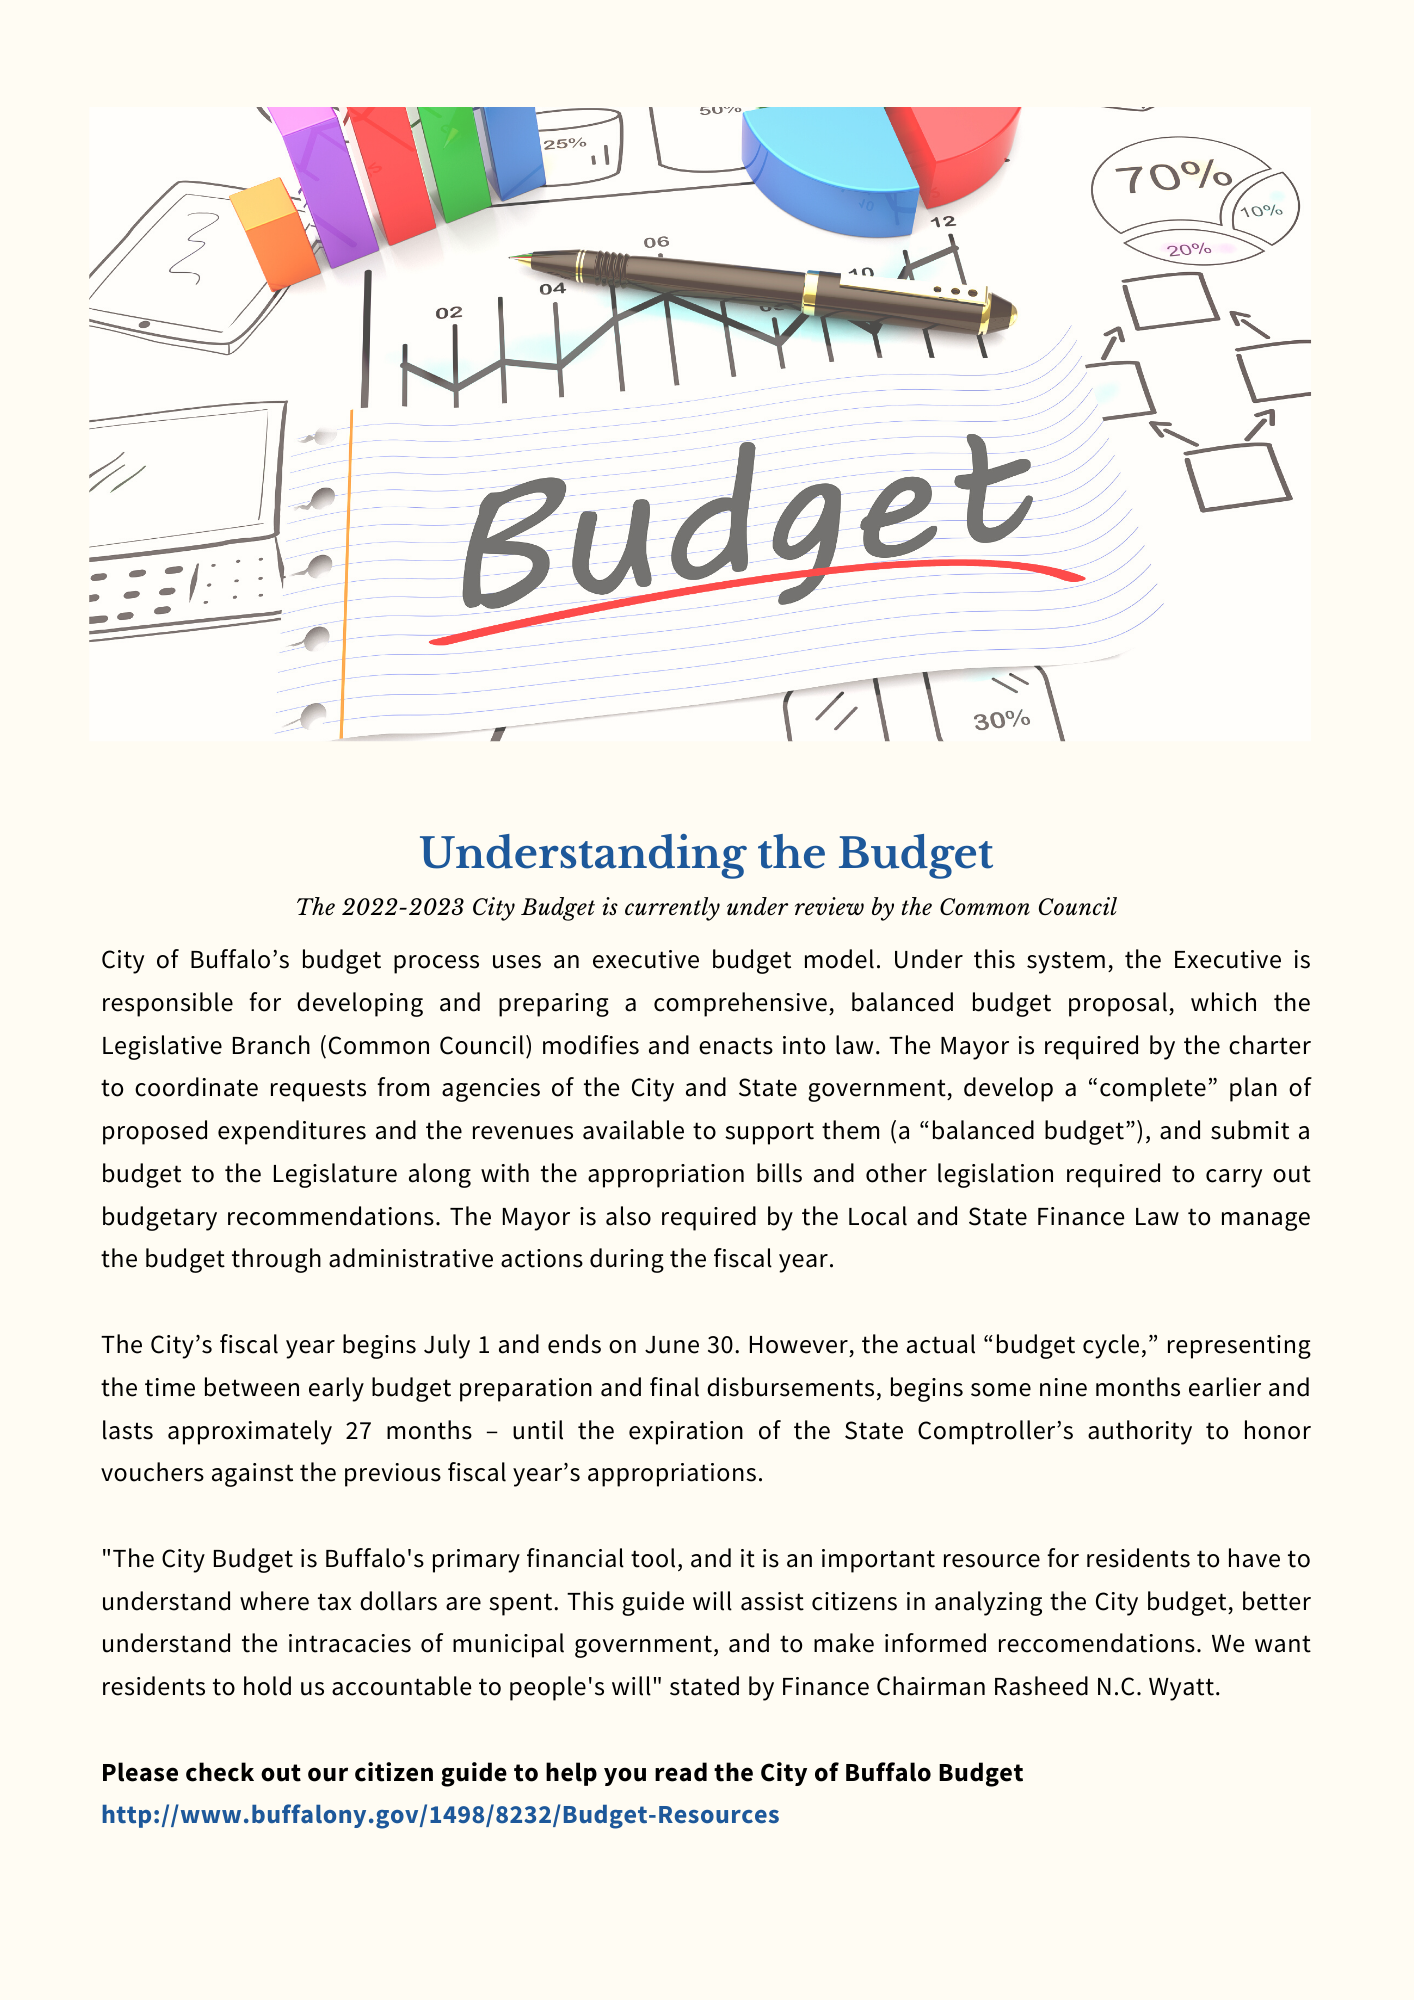 25%
50%
70%
10%
20%
12
06
10
04
02
Budget
30%
Understanding the Budget
The 2022-2023 City Budget is currently under review by the Common Council
City of Buffalo’s budget process uses an executive budget model. Under this system, the Executive is
responsible for developing and preparing a comprehensive, balanced budget proposal, which the
Legislative Branch (Common Council) modifies and enacts into law. The Mayor is required by the charter
to coordinate requests from agencies of the City and State government, develop a “complete” plan of
proposed expenditures and the revenues available to support them (a “balanced budget”), and submit a
budget to the Legislature along with the appropriation bills and other legislation required to carry out
budgetary recommendations. The Mayor is also required by the Local and State Finance Law to manage
the budget through administrative actions during the fiscal year.
The City’s fiscal year begins July 1 and ends on June 30. However, the actual “budget cycle,” representing
the time between early budget preparation and final disbursements, begins some nine months earlier and
lasts approximately 27 months – until the expiration of the State Comptroller’s authority to honor
vouchers against the previous fiscal year’s appropriations.
"The City Budget is Buffalo's primary financial tool, and it is an important resource for residents to have to
understand where tax dollars are spent. This guide will assist citizens in analyzing the City budget, better
understand the intracacies of municipal government, and to make informed reccomendations. We want
residents to hold us accountable to people's will" stated by Finance Chairman Rasheed N.C. Wyatt.
Please check out our citizen guide to help you read the City of Buffalo Budget
http://www.buffalony.gov/1498/8232/Budget-Resources